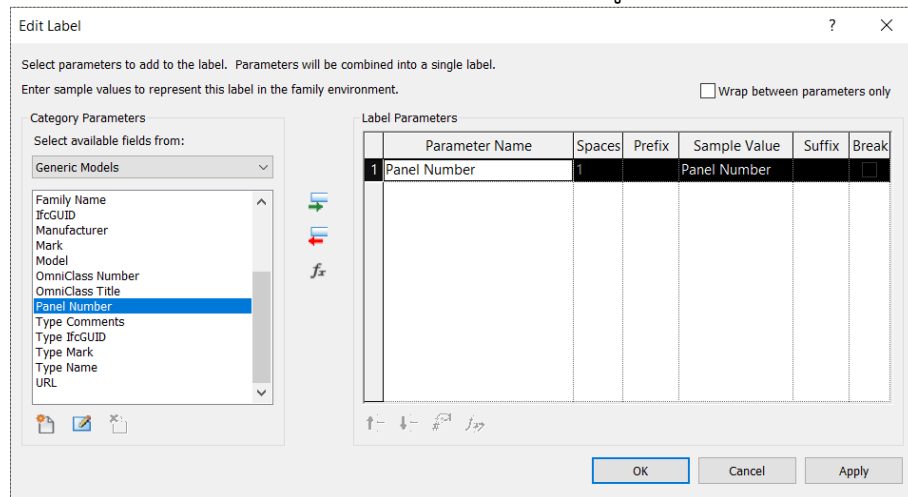 Edit Label ? ×
Select parameters to add to the label. Parameters will be combined into a single label.
Enter sample values to represent this label in the family environment.
Wrap between parameters only
Category Parameters
Select available fields from:
Generic Models
Family Name
IfcGUID
Manufacturer
Mark
Model
OmniClass Number
OmniClass Title
Panel Number
Type Comments
Type IfcGUID
Type Mark
Type Name
URL
fx
Label Parameters
Parameter Name Spaces Prefix Sample Value Suffix Break
1 Panel Number 1 Panel Number
OK Cancel Apply